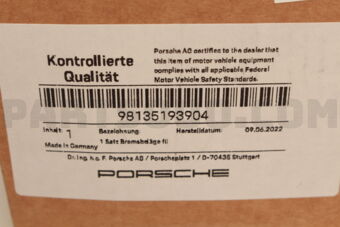 Kontrollierte
Qualität
Porsche AG certifies to the dealer that
this item of motor vehicle equipment
complies with all applicable Federal
Motor Vehicle Safety Standards.
98135193904
Inhalt: 1 Bezeichnung: Herstelldatum: 09.06.2022
Made in Germany 1 Satz Bremsbeläge fü
Dr. Ing. h.c. F. Porsche AG / Porscheplatz 1 / D-70435 Stuttgart
PORSCHE